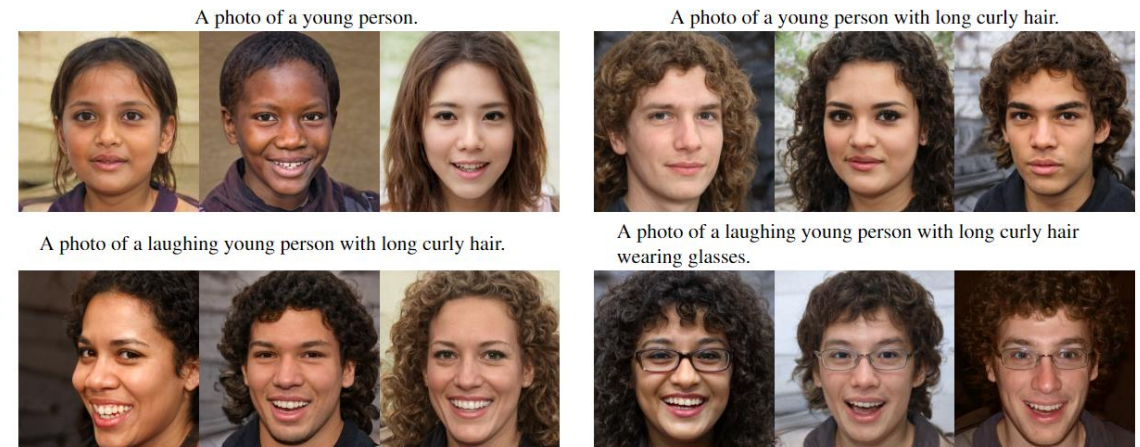 A photo of a young person.
A photo of a young person with long curly hair.
A photo of a laughing young person with long curly hair.
A photo of a laughing young person with long curly hair
wearing glasses.